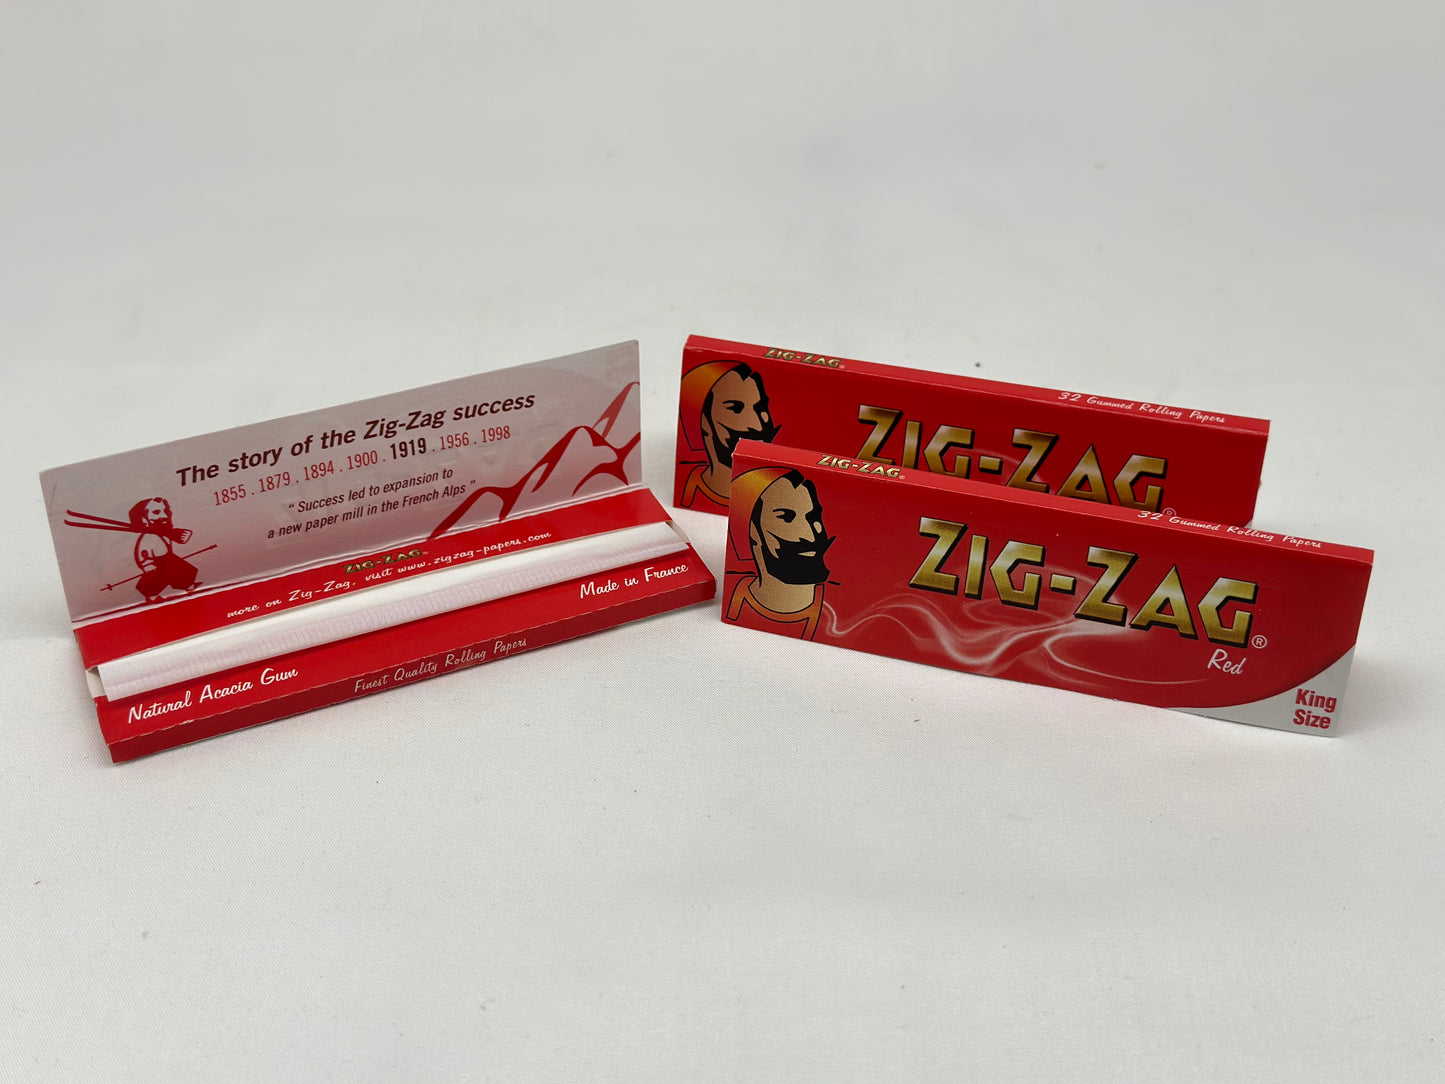 The story of the Zig-Zag success
1855 . 1879 . 1894 . 1900 . 1919 . 1956 . 1998
“ Success led to expansion to
a new paper mill in the French Alps ”
ZIG-ZAG
more on Zig-Zag, visit www.zigzag-papers.com
Natural Acacia Gum
Made in France
Finest Quality Rolling Papers
ZIG-ZAG®
32 Gummed Rolling Papers
ZIG-ZAG®
ZIG-ZAG®
32 Gummed Rolling Papers
ZIG-ZAG®
Red
King
Size